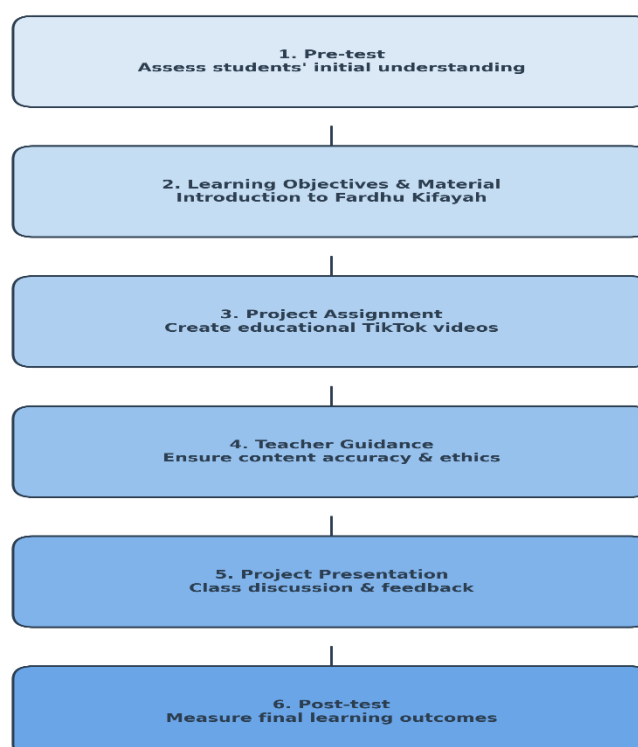 1. Pre-test
Assess students' initial understanding
2. Learning Objectives & Material
Introduction to Fardhu Kifayah
3. Project Assignment
Create educational TikTok videos
4. Teacher Guidance
Ensure content accuracy & ethics
5. Project Presentation
Class discussion & feedback
6. Post-test
Measure final learning outcomes